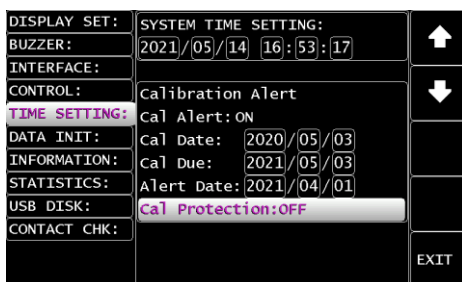 DISPLAY SET:
BUZZER:
INTERFACE:
CONTROL:
TIME SETTING:
DATA INIT:
INFORMATION:
STATISTICS:
USB DISK:
CONTACT CHK:
SYSTEM TIME SETTING:
2021/05/14 16:53:17
Calibration Alert
Cal Alert:ON
Cal Date: 2020/05/03
Cal Due: 2021/05/03
Alert Date:2021/04/01
Cal Protection:OFF
EXIT